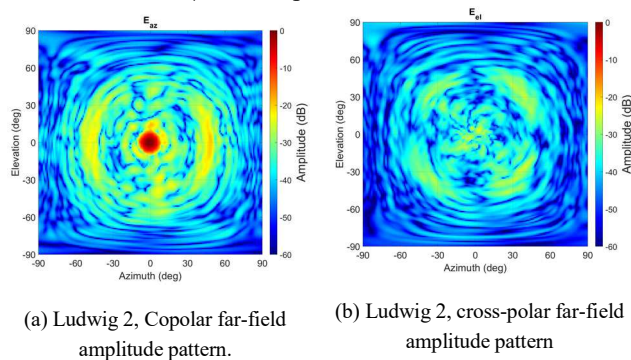 E_az
E_el
90
60
30
0
-30
-60
-90
Elevation (deg)
-90 -60 -30 0 30 60 90
Azimuth (deg)
0
-10
-20
-30
-40
-50
-60
Amplitude (dB)
90
60
30
0
-30
-60
-90
Elevation (deg)
-90 -60 -30 0 30 60 90
Azimuth (deg)
0
-10
-20
-30
-40
-50
-60
Amplitude (dB)
(a) Ludwig 2, Copolar far-field
amplitude pattern.
(b) Ludwig 2, cross-polar far-field
amplitude pattern